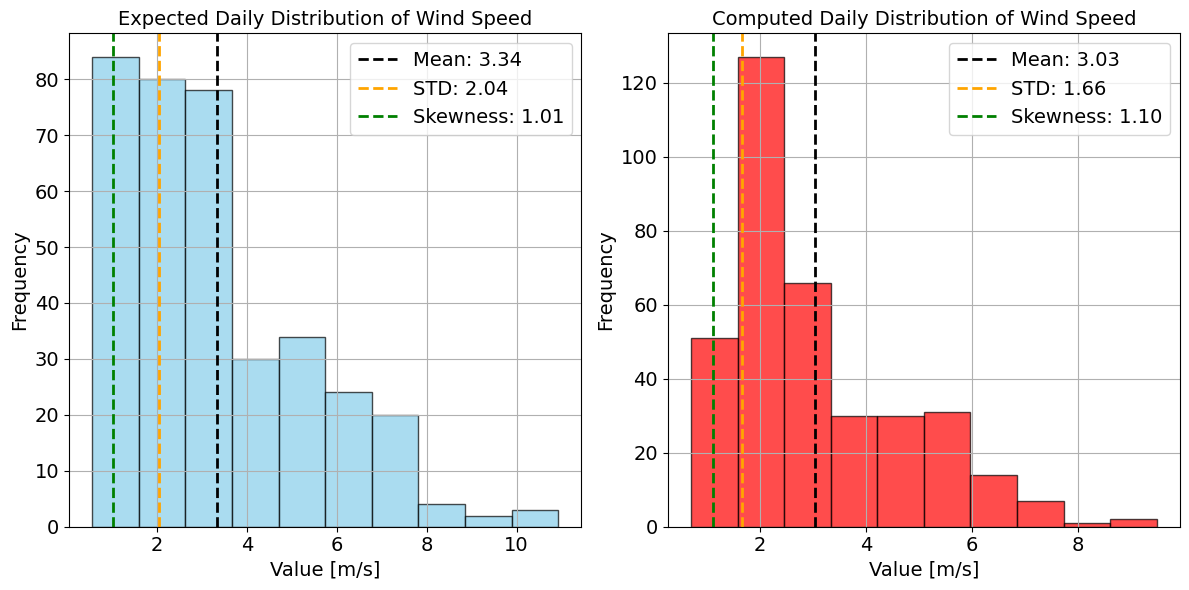 Expected Daily Distribution of Wind Speed
Mean: 3.34
STD: 2.04
Skewness: 1.01
Frequency
80
70
60
50
40
30
20
10
0
2 4 6 8 10
Value [m/s]
Computed Daily Distribution of Wind Speed
Mean: 3.03
STD: 1.66
Skewness: 1.10
Frequency
120
100
80
60
40
20
0
2 4 6 8
Value [m/s]